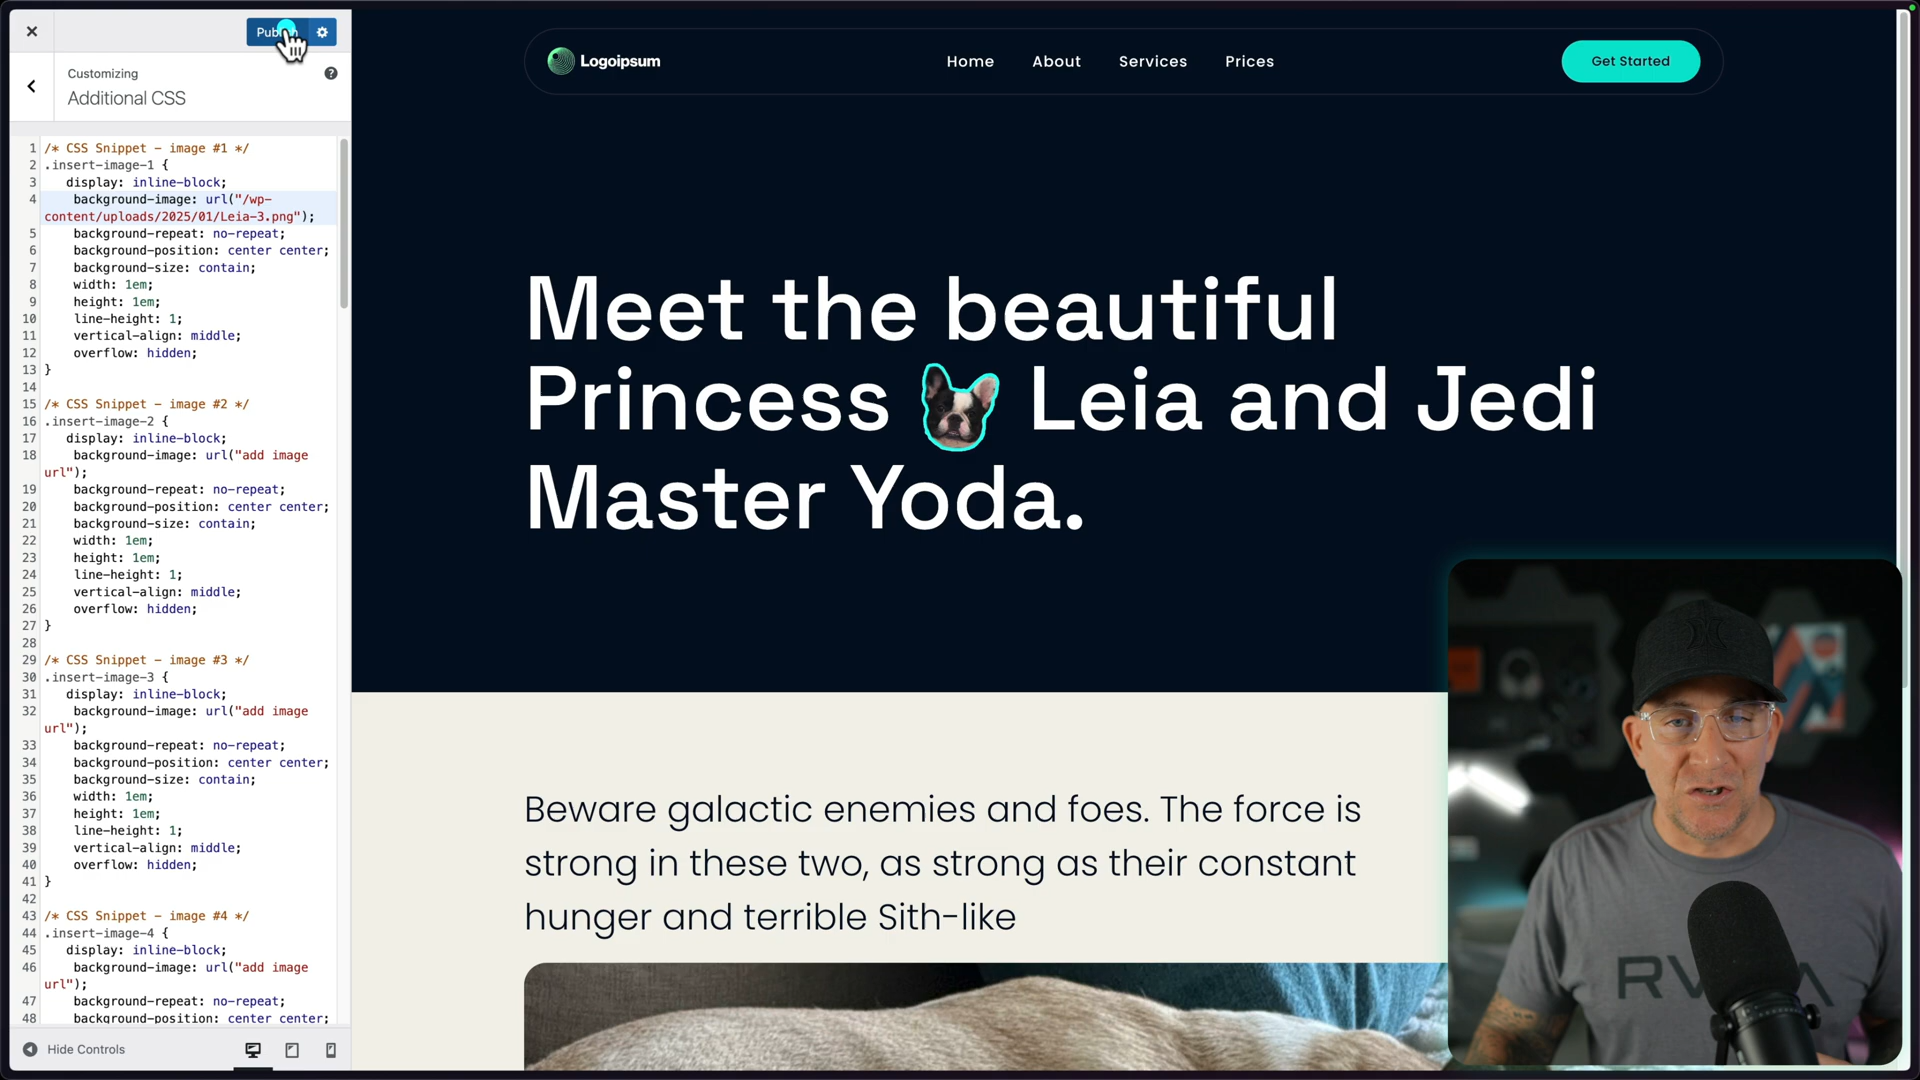 Publish
Customizing
Additional CSS
1 /* CSS Snippet - image #1 */
2 .insert-image-1 {
3 display: inline-block;
4 background-image: url("/wp-
content/uploads/2025/01/Leia-3.png");
5 background-repeat: no-repeat;
6 background-position: center center;
7 background-size: contain;
8 width: 1em;
9 height: 1em;
10 line-height: 1;
11 vertical-align: middle;
12 overflow: hidden;
13 }
14
15 /* CSS Snippet - image #2 */
16 .insert-image-2 {
17 display: inline-block;
18 background-image: url("add image
url");
19 background-repeat: no-repeat;
20 background-position: center center;
21 background-size: contain;
22 width: 1em;
23 height: 1em;
24 line-height: 1;
25 vertical-align: middle;
26 overflow: hidden;
27 }
28
29 /* CSS Snippet - image #3 */
30 .insert-image-3 {
31 display: inline-block;
32 background-image: url("add image
url");
33 background-repeat: no-repeat;
34 background-position: center center;
35 background-size: contain;
36 width: 1em;
37 height: 1em;
38 line-height: 1;
39 vertical-align: middle;
40 overflow: hidden;
41 }
42
43 /* CSS Snippet - image #4 */
44 .insert-image-4 {
45 display: inline-block;
46 background-image: url("add image
url");
47 background-repeat: no-repeat;
48 background-position: center center;
Hide Controls
Logoipsum
Home About Services Prices
Get Started
Meet the beautiful
Princess Leia and Jedi
Master Yoda.
Beware galactic enemies and foes. The force is
strong in these two, as strong as their constant
hunger and terrible Sith-like